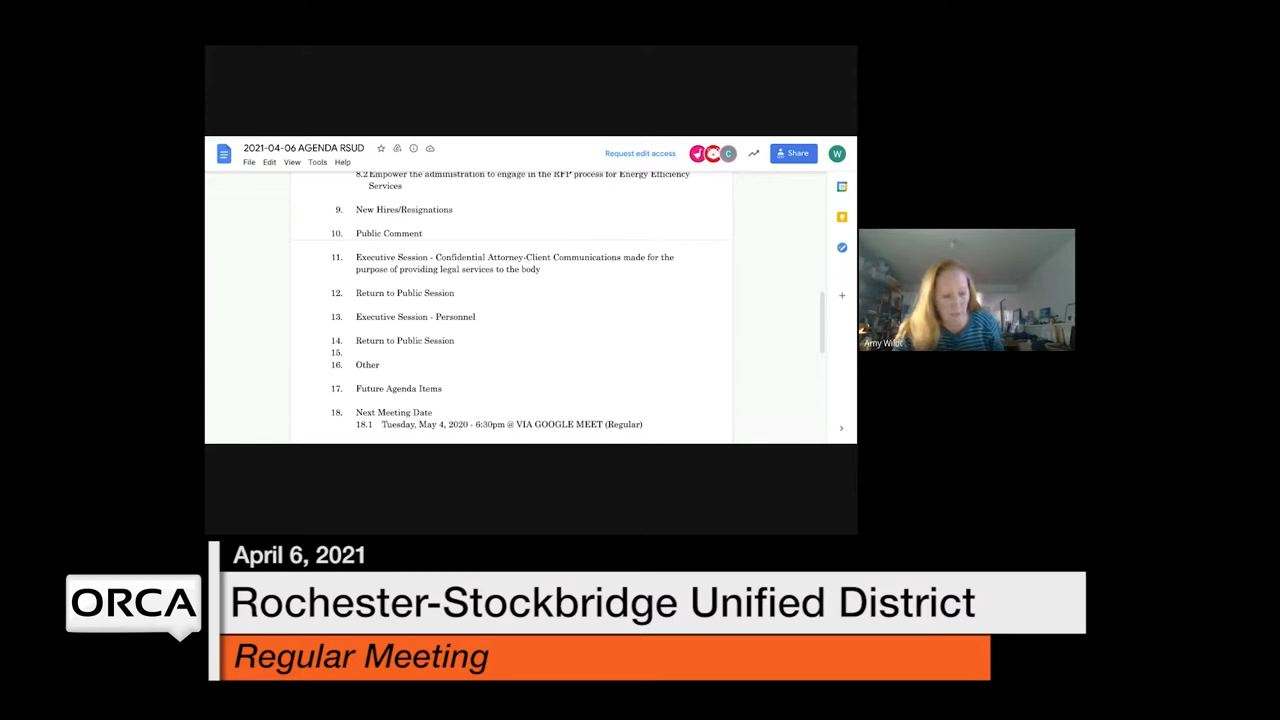 2021-04-06 AGENDA RSUD
File Edit View Tools Help
Request edit access
C
Share
W
8.2 Empower the administration to engage in the RFP process for Energy Efficiency
Services
9. New Hires/Resignations
10. Public Comment
11. Executive Session - Confidential Attorney-Client Communications made for the
purpose of providing legal services to the body
12. Return to Public Session
13. Executive Session - Personnel
14. Return to Public Session
15.
16. Other
17. Future Agenda Items
18. Next Meeting Date
18.1 Tuesday, May 4, 2020 - 6:30pm @ VIA GOOGLE MEET (Regular)
Amy Wildt
April 6, 2021
ORCA
Rochester-Stockbridge Unified District
Regular Meeting